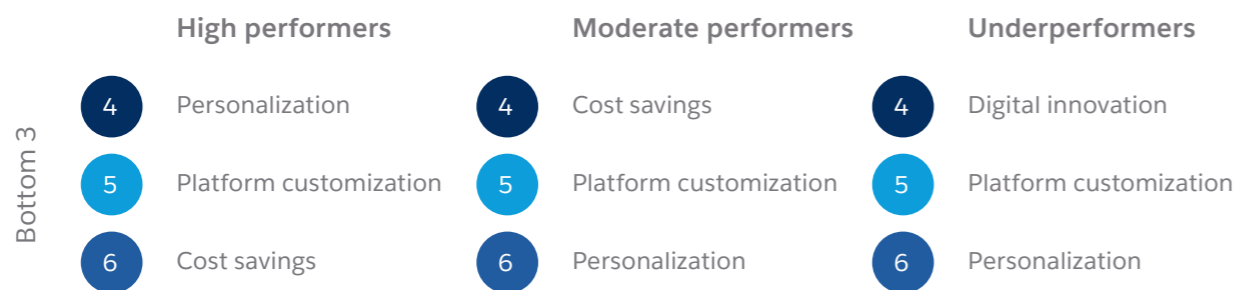 High performers Moderate performers Underperformers
Bottom 3
4 Personalization 4 Cost savings 4 Digital innovation
5 Platform customization 5 Platform customization 5 Platform customization
6 Cost savings 6 Personalization 6 Personalization